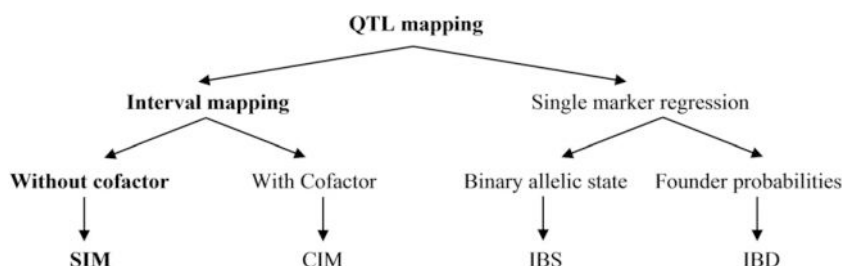 QTL mapping
Interval mapping Single marker regression
Without cofactor With Cofactor Binary allelic state Founder probabilities
SIM CIM IBS IBD